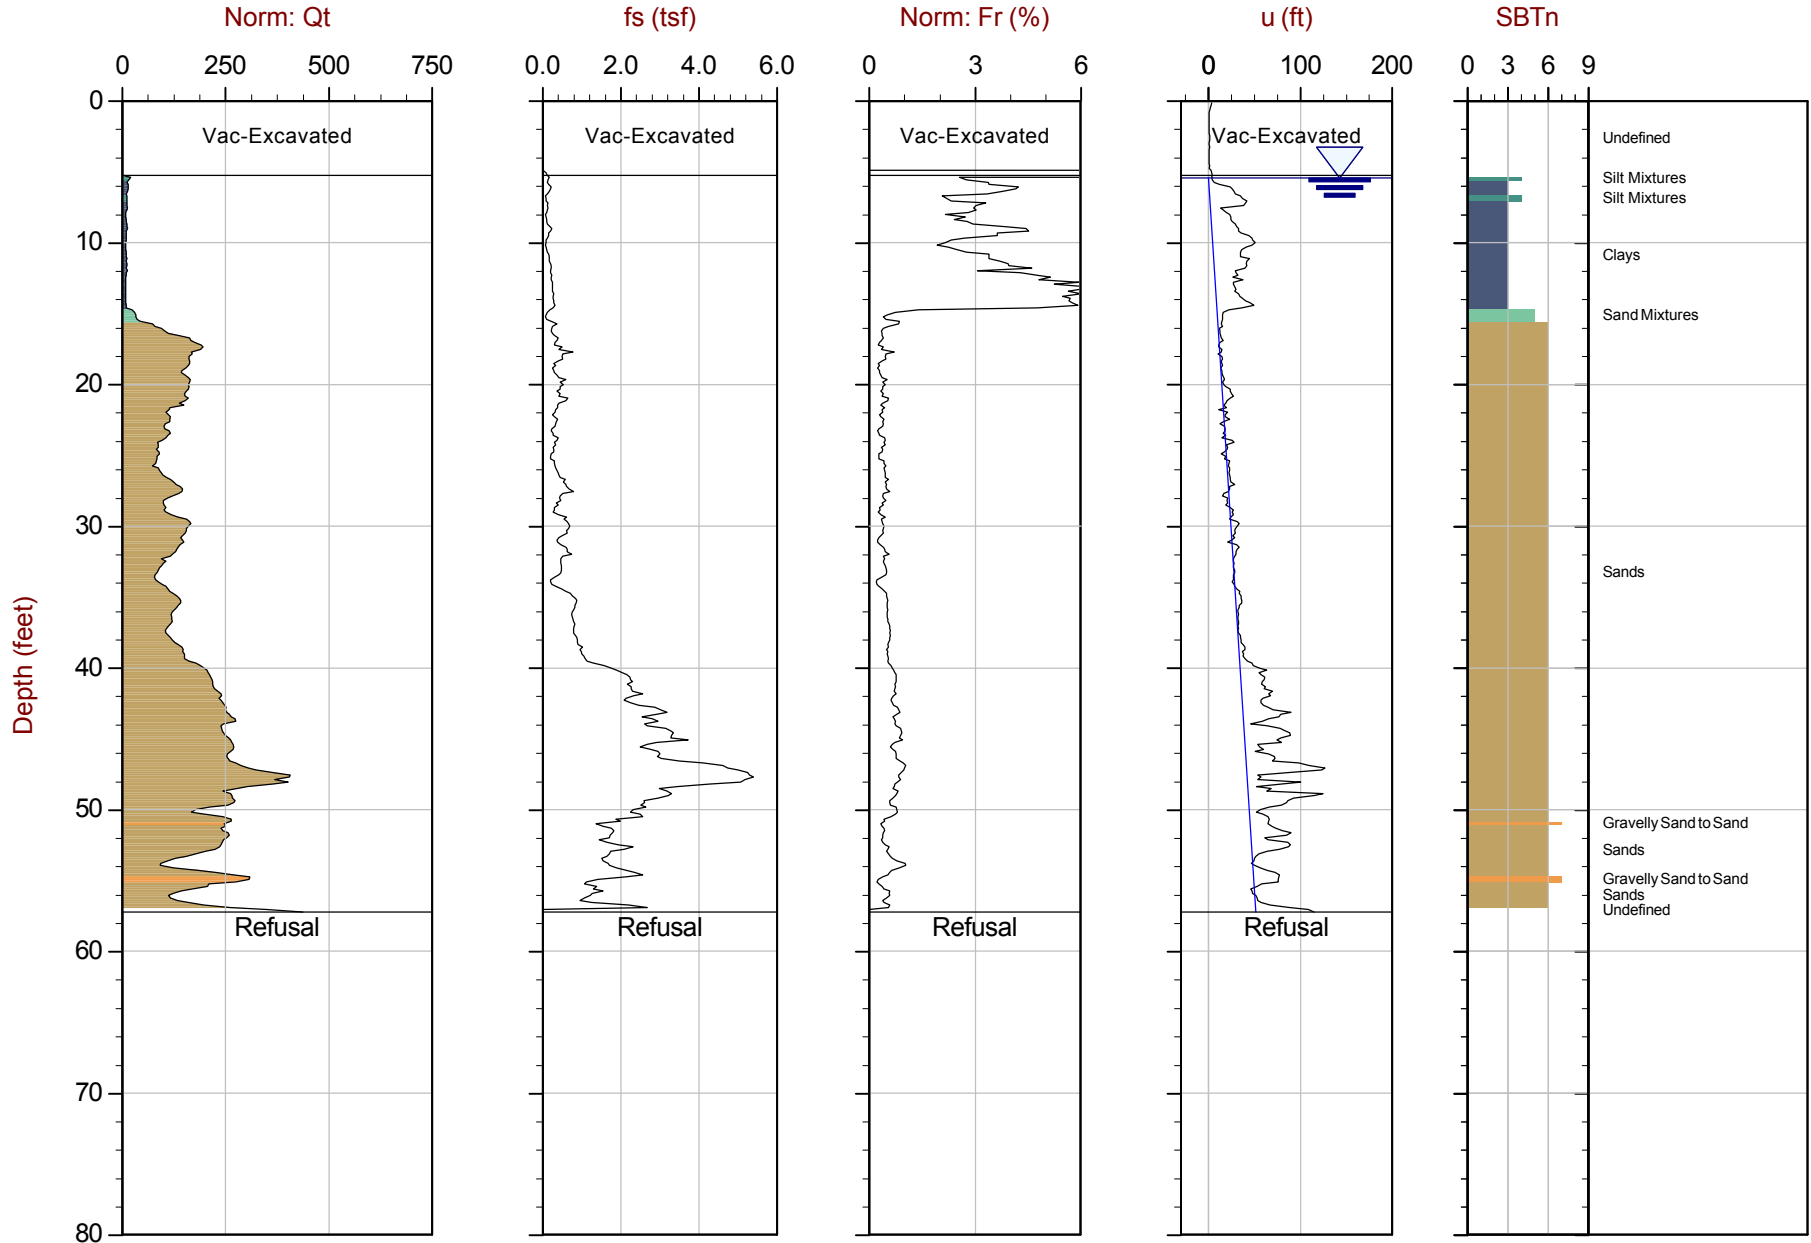 Norm: Qt
fs (tsf)
Norm: Fr (%)
u (ft)
SBTn
0 250 500 750
0.0 2.0 4.0 6.0
0 3 6
0 100 200
0 3 6 9
Depth (feet)
0
10
20
30
40
50
60
70
80
Vac-Excavated
Vac-Excavated
Vac-Excavated
Vac-Excavated
Refusal
Refusal
Refusal
Refusal
Undefined
Silt Mixtures
Silt Mixtures
Clays
Sand Mixtures
Sands
Gravelly Sand to Sand
Sands
Gravelly Sand to Sand
Sands
Undefined